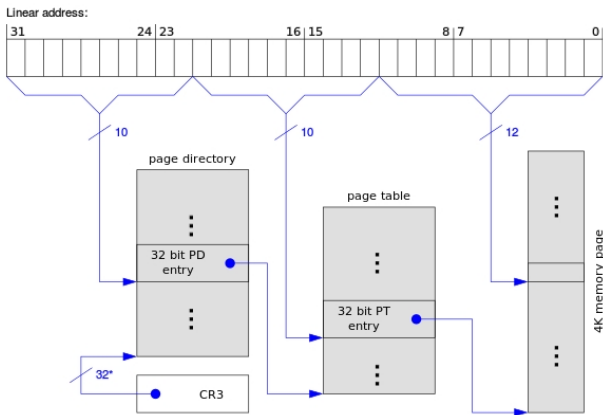 Linear address:
31 24 23 16 15 8 7 0
10 10 12
page directory
page table
32 bit PD
entry
32 bit PT
entry
4K memory page
32*
CR3